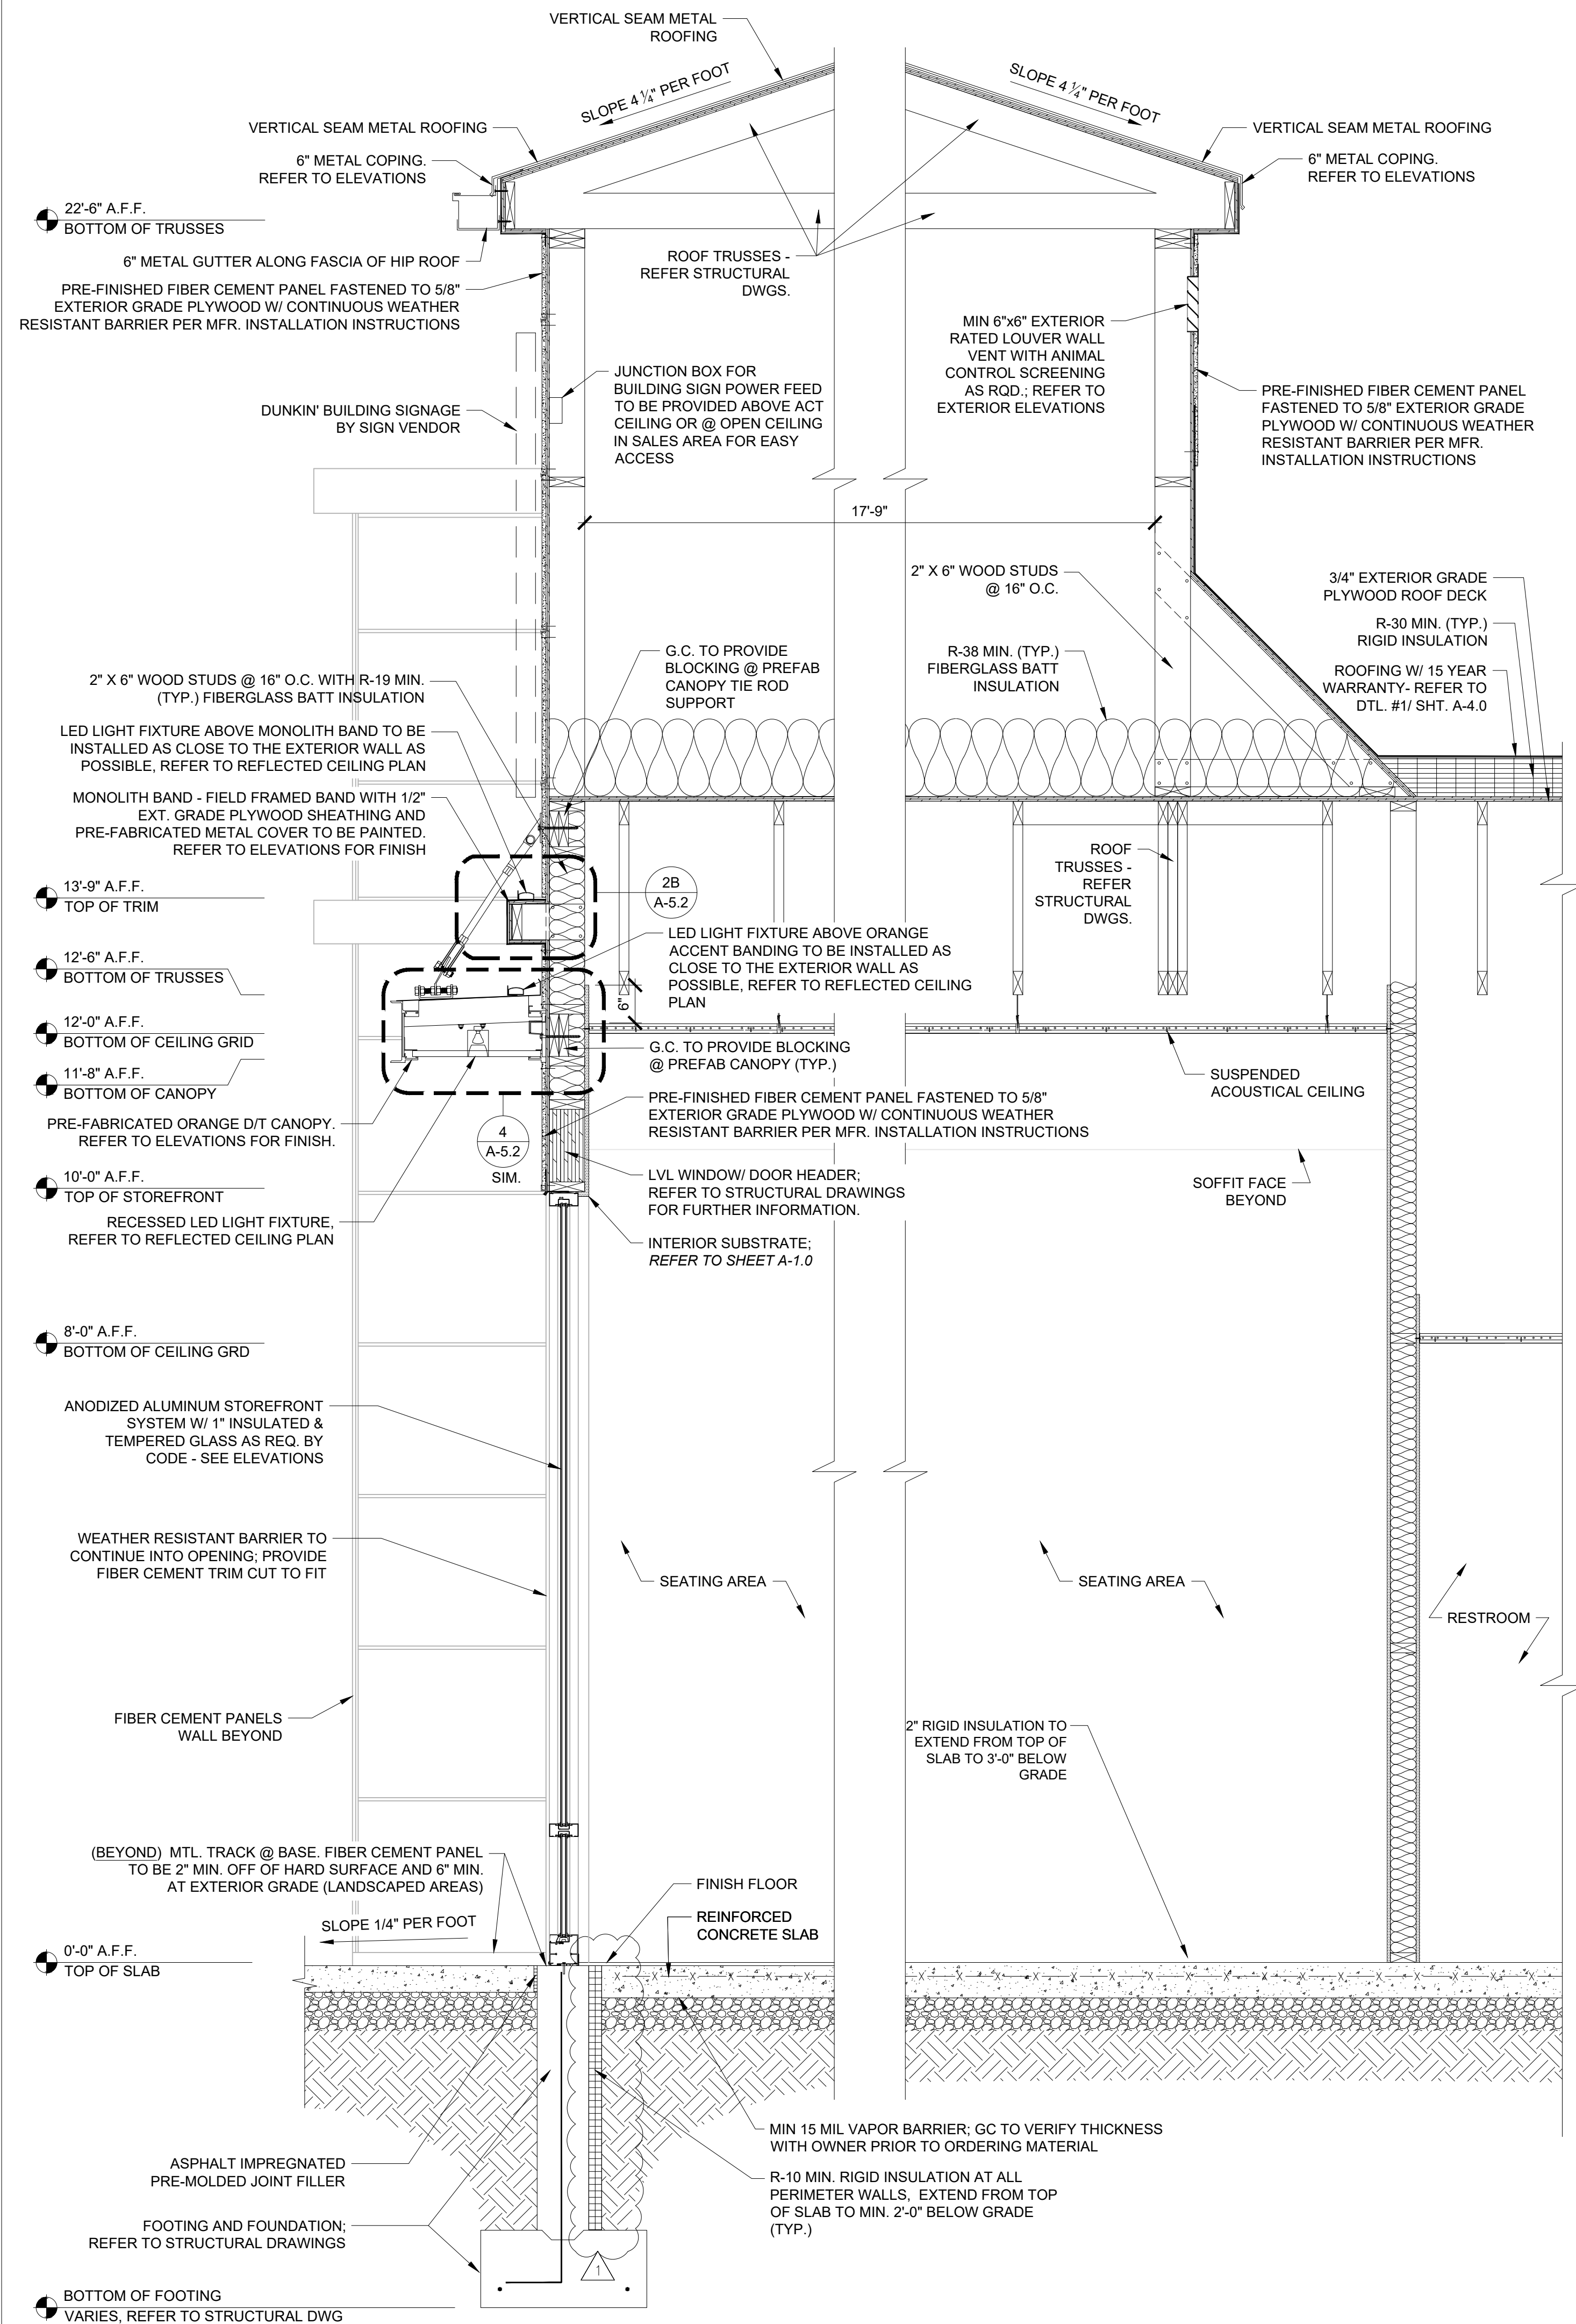 VERTICAL SEAM METAL
ROOFING
SLOPE 4 1/4" PER FOOT
SLOPE 4 1/4" PER FOOT
VERTICAL SEAM METAL ROOFING
VERTICAL SEAM METAL ROOFING
6" METAL COPING.
REFER TO ELEVATIONS
6" METAL COPING.
REFER TO ELEVATIONS
22'-6" A.F.F.
BOTTOM OF TRUSSES
6" METAL GUTTER ALONG FASCIA OF HIP ROOF
ROOF TRUSSES -
REFER STRUCTURAL
DWGS.
PRE-FINISHED FIBER CEMENT PANEL FASTENED TO 5/8"
EXTERIOR GRADE PLYWOOD W/ CONTINUOUS WEATHER
RESISTANT BARRIER PER MFR. INSTALLATION INSTRUCTIONS
MIN 6"x6" EXTERIOR
RATED LOUVER WALL
VENT WITH ANIMAL
CONTROL SCREENING
AS RQD.; REFER TO
EXTERIOR ELEVATIONS
JUNCTION BOX FOR
BUILDING SIGN POWER FEED
TO BE PROVIDED ABOVE ACT
CEILING OR @ OPEN CEILING
IN SALES AREA FOR EASY
ACCESS
PRE-FINISHED FIBER CEMENT PANEL
FASTENED TO 5/8" EXTERIOR GRADE
PLYWOOD W/ CONTINUOUS WEATHER
RESISTANT BARRIER PER MFR.
INSTALLATION INSTRUCTIONS
DUNKIN' BUILDING SIGNAGE
BY SIGN VENDOR
17'-9"
2" X 6" WOOD STUDS
@ 16" O.C.
3/4" EXTERIOR GRADE
PLYWOOD ROOF DECK
R-30 MIN. (TYP.)
RIGID INSULATION
ROOFING W/ 15 YEAR
WARRANTY- REFER TO
DTL. #1/ SHT. A-4.0
G.C. TO PROVIDE
BLOCKING @ PREFAB
CANOPY TIE ROD
SUPPORT
R-38 MIN. (TYP.)
FIBERGLASS BATT
INSULATION
2" X 6" WOOD STUDS @ 16" O.C. WITH R-19 MIN.
(TYP.) FIBERGLASS BATT INSULATION
LED LIGHT FIXTURE ABOVE MONOLITH BAND TO BE
INSTALLED AS CLOSE TO THE EXTERIOR WALL AS
POSSIBLE, REFER TO REFLECTED CEILING PLAN
MONOLITH BAND - FIELD FRAMED BAND WITH 1/2"
EXT. GRADE PLYWOOD SHEATHING AND
PRE-FABRICATED METAL COVER TO BE PAINTED.
REFER TO ELEVATIONS FOR FINISH
ROOF
TRUSSES -
REFER
STRUCTURAL
DWGS.
13'-9" A.F.F.
TOP OF TRIM
2B
A-5.2
LED LIGHT FIXTURE ABOVE ORANGE
ACCENT BANDING TO BE INSTALLED AS
CLOSE TO THE EXTERIOR WALL AS
POSSIBLE, REFER TO REFLECTED CEILING
PLAN
12'-6" A.F.F.
BOTTOM OF TRUSSES
6"
12'-0" A.F.F.
BOTTOM OF CEILING GRID
G.C. TO PROVIDE BLOCKING
@ PREFAB CANOPY (TYP.)
11'-8" A.F.F.
BOTTOM OF CANOPY
SUSPENDED
ACOUSTICAL CEILING
PRE-FABRICATED ORANGE D/T CANOPY.
REFER TO ELEVATIONS FOR FINISH.
PRE-FINISHED FIBER CEMENT PANEL FASTENED TO 5/8"
EXTERIOR GRADE PLYWOOD W/ CONTINUOUS WEATHER
RESISTANT BARRIER PER MFR. INSTALLATION INSTRUCTIONS
4
A-5.2
SIM.
10'-0" A.F.F.
TOP OF STOREFRONT
LVL WINDOW/ DOOR HEADER;
REFER TO STRUCTURAL DRAWINGS
FOR FURTHER INFORMATION.
SOFFIT FACE
BEYOND
RECESSED LED LIGHT FIXTURE,
REFER TO REFLECTED CEILING PLAN
INTERIOR SUBSTRATE;
REFER TO SHEET A-1.0
8'-0" A.F.F.
BOTTOM OF CEILING GRD
ANODIZED ALUMINUM STOREFRONT
SYSTEM W/ 1" INSULATED &
TEMPERED GLASS AS REQ. BY
CODE - SEE ELEVATIONS
WEATHER RESISTANT BARRIER TO
CONTINUE INTO OPENING; PROVIDE
FIBER CEMENT TRIM CUT TO FIT
SEATING AREA
SEATING AREA
RESTROOM
FIBER CEMENT PANELS
WALL BEYOND
2" RIGID INSULATION TO
EXTEND FROM TOP OF
SLAB TO 3'-0" BELOW
GRADE
(BEYOND) MTL. TRACK @ BASE. FIBER CEMENT PANEL
TO BE 2" MIN. OFF OF HARD SURFACE AND 6" MIN.
AT EXTERIOR GRADE (LANDSCAPED AREAS)
FINISH FLOOR
REINFORCED
CONCRETE SLAB
SLOPE 1/4" PER FOOT
0'-0" A.F.F.
TOP OF SLAB
MIN 15 MIL VAPOR BARRIER; GC TO VERIFY THICKNESS
WITH OWNER PRIOR TO ORDERING MATERIAL
ASPHALT IMPREGNATED
PRE-MOLDED JOINT FILLER
R-10 MIN. RIGID INSULATION AT ALL
PERIMETER WALLS, EXTEND FROM TOP
OF SLAB TO MIN. 2'-0" BELOW GRADE
(TYP.)
FOOTING AND FOUNDATION;
REFER TO STRUCTURAL DRAWINGS
1
BOTTOM OF FOOTING
VARIES, REFER TO STRUCTURAL DWG